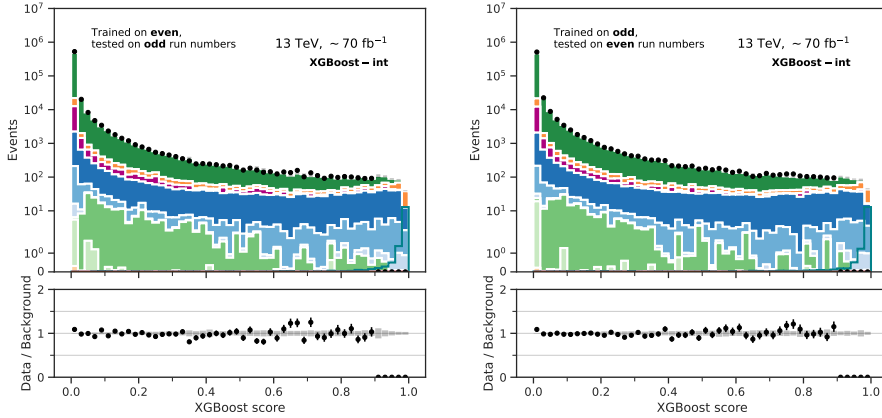 Trained on even,
tested on odd run numbers
13 TeV, ∼ 70 fb⁻¹
XGBoost−int
Events
10⁷
10⁶
10⁵
10⁴
10³
10²
10¹
10⁰
0
Data / Background
2
1
0
0.0 0.2 0.4 0.6 0.8 1.0
XGBoost score
Trained on odd,
tested on even run numbers
13 TeV, ∼ 70 fb⁻¹
XGBoost−int
Events
10⁷
10⁶
10⁵
10⁴
10³
10²
10¹
10⁰
0
Data / Background
2
1
0
0.0 0.2 0.4 0.6 0.8 1.0
XGBoost score